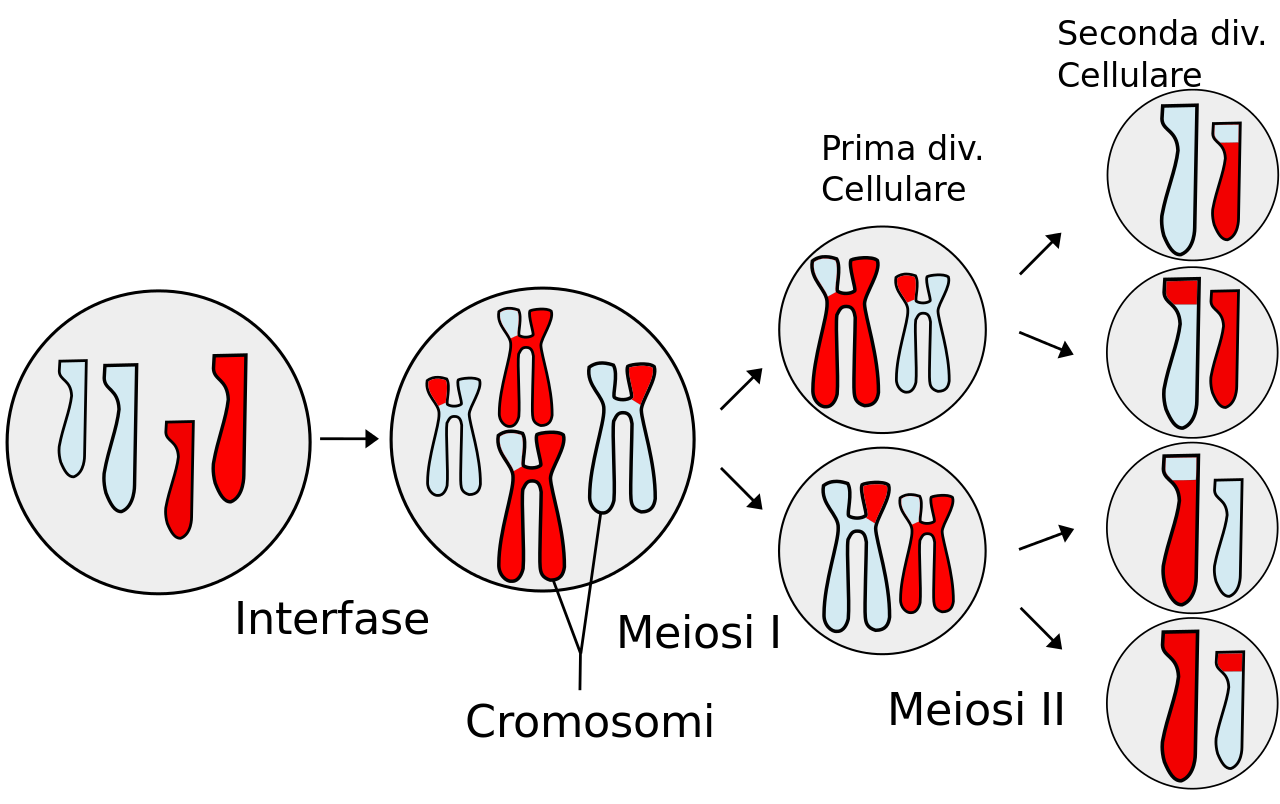 Seconda div.
Cellulare
Prima div.
Cellulare
Interfase
Meiosi I
Cromosomi
Meiosi II